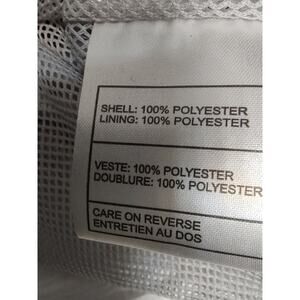 SHELL: 100% POLYESTER
LINING: 100% POLYESTER
VESTE: 100% POLYESTER
DOUBLURE: 100% POLYESTER
CARE ON REVERSE
ENTRETIEN AU DOS